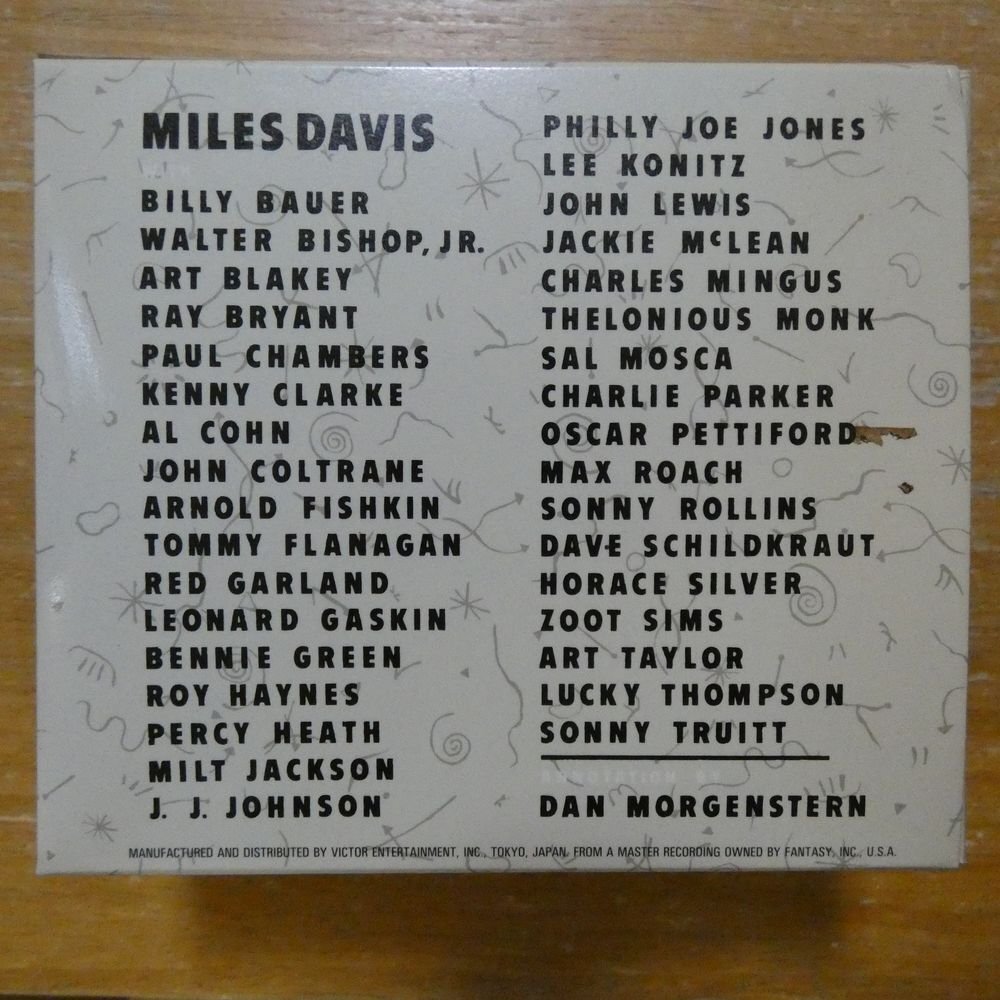 MILES DAVIS
BILLY BAUER
WALTER BISHOP, JR.
ART BLAKEY
RAY BRYANT
PAUL CHAMBERS
KENNY CLARKE
AL COHN
JOHN COLTRANE
ARNOLD FISHKIN
TOMMY FLANAGAN
RED GARLAND
LEONARD GASKIN
BENNIE GREEN
ROY HAYNES
PERCY HEATH
MILT JACKSON
J. J. JOHNSON
PHILLY JOE JONES
LEE KONITZ
JOHN LEWIS
JACKIE McLEAN
CHARLES MINGUS
THELONIOUS MONK
SAL MOSCA
CHARLIE PARKER
OSCAR PETTIFORD
MAX ROACH
SONNY ROLLINS
DAVE SCHILDKRAUT
HORACE SILVER
ZOOT SIMS
ART TAYLOR
LUCKY THOMPSON
SONNY TRUITT
ANNOTATION BY
DAN MORGENSTERN
MANUFACTURED AND DISTRIBUTED BY VICTOR ENTERTAINMENT, INC., TOKYO, JAPAN. FROM A MASTER RECORDING OWNED BY FANTASY, INC., U.S.A.